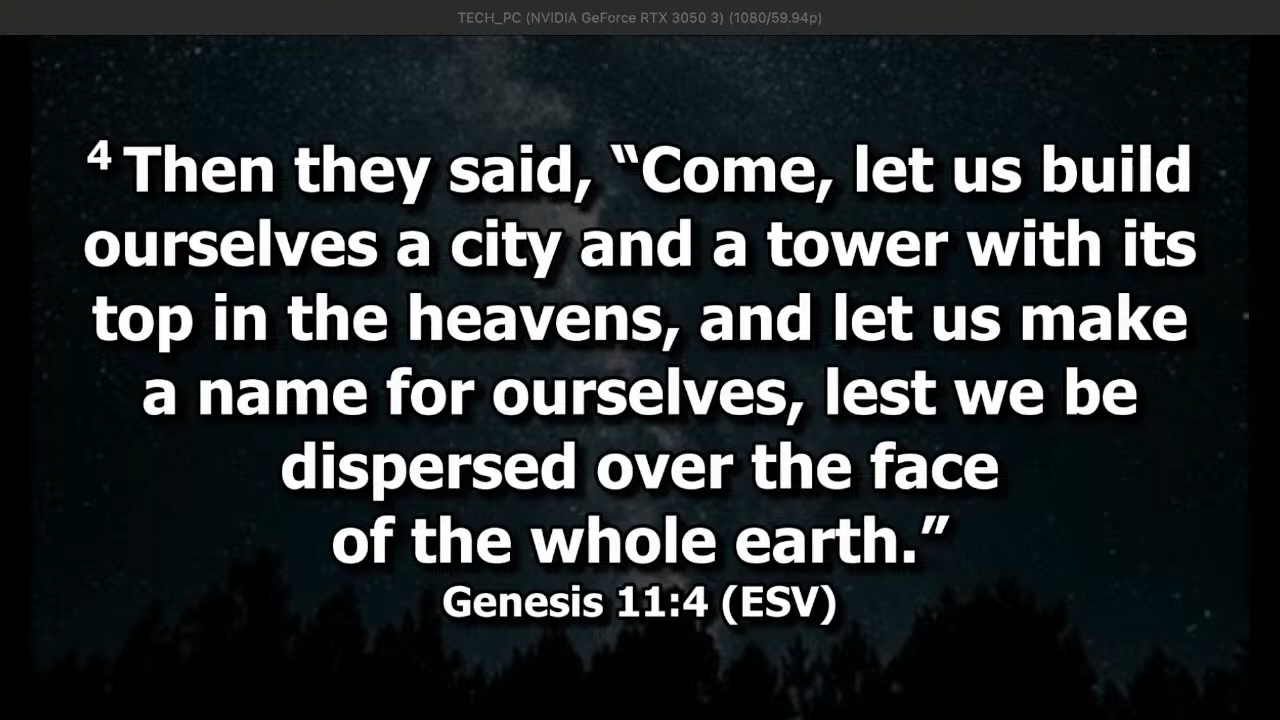 TECH_PC (NVIDIA GeForce RTX 3050 3) (1080/59.94p)
4 Then they said, “Come, let us build
ourselves a city and a tower with its
top in the heavens, and let us make
a name for ourselves, lest we be
dispersed over the face
of the whole earth.”
Genesis 11:4 (ESV)